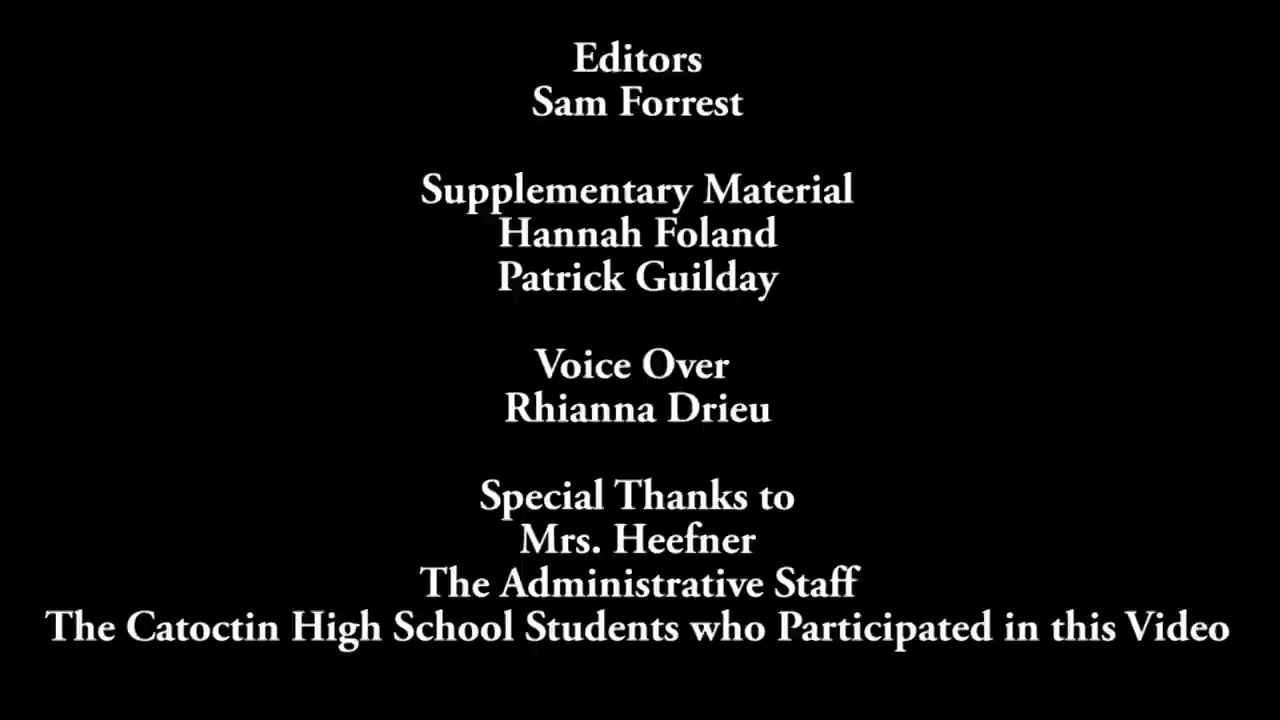 Editors
Sam Forrest
Supplementary Material
Hannah Foland
Patrick Guilday
Voice Over
Rhianna Drieu
Special Thanks to
Mrs. Heefner
The Administrative Staff
The Catoctin High School Students who Participated in this Video